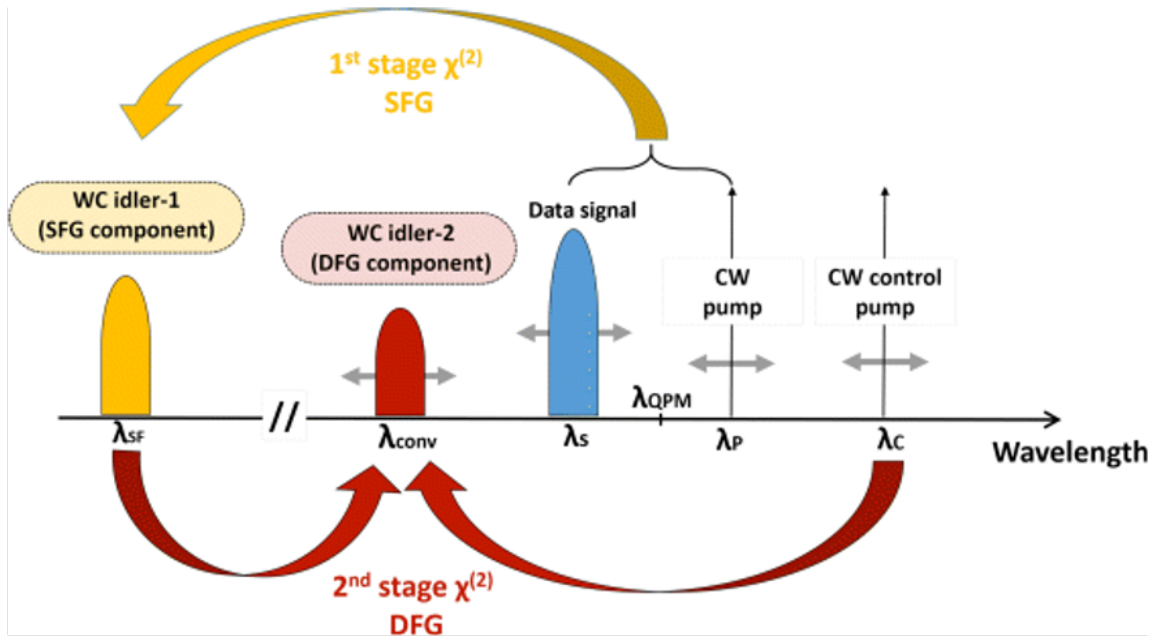 1st stage χ(2)
SFG
WC idler-1
(SFG component)
WC idler-2
(DFG component)
Data signal
CW
pump
CW control
pump
λSF
//
λconv
λS
λQPM
λP
λC
Wavelength
2nd stage χ(2)
DFG